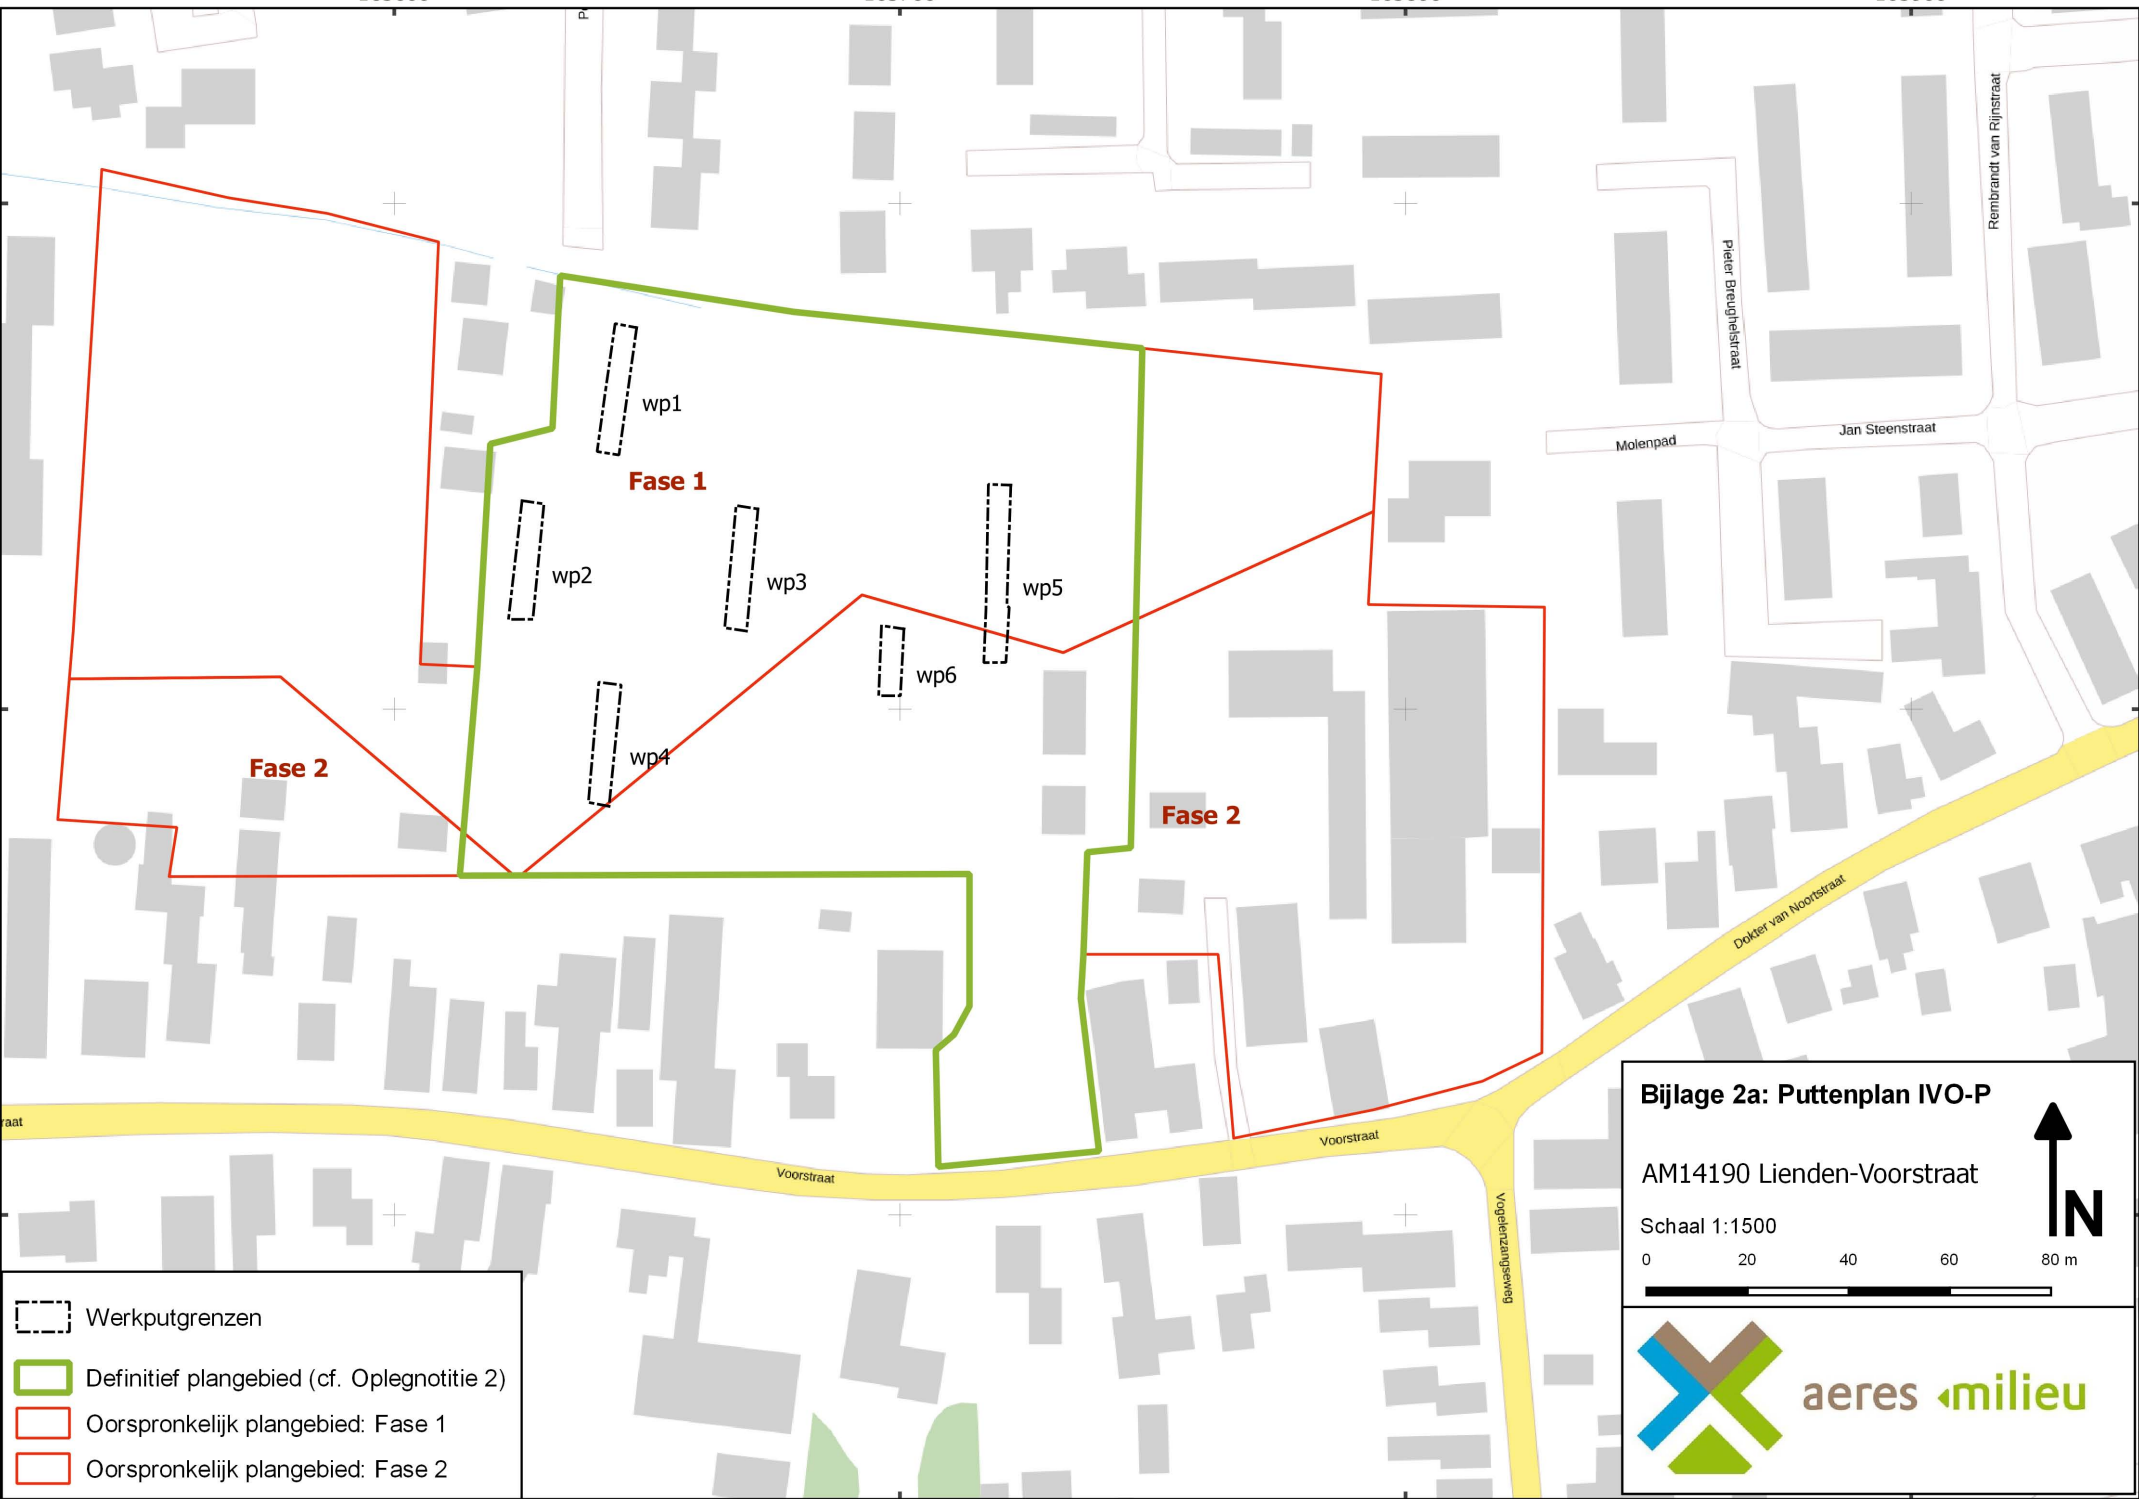 Rembrandt van Rijnstraat
Pieter Breughelstraat
wp1
Molenpad
Jan Steenstraat
Fase 1
wp2
wp3
wp5
wp6
wp4
Fase 2
Fase 2
Dokter van Noortstraat
raat
Voorstraat
Voorstraat
Vogelenzangseweg
Bijlage 2a: Puttenplan IVO-P
AM14190 Lienden-Voorstraat
N
Schaal 1:1500
0 20 40 60 80 m
Werkputgrenzen
Definitief plangebied (cf. Oplegnotitie 2)
Oorspronkelijk plangebied: Fase 1
Oorspronkelijk plangebied: Fase 2
aeres milieu